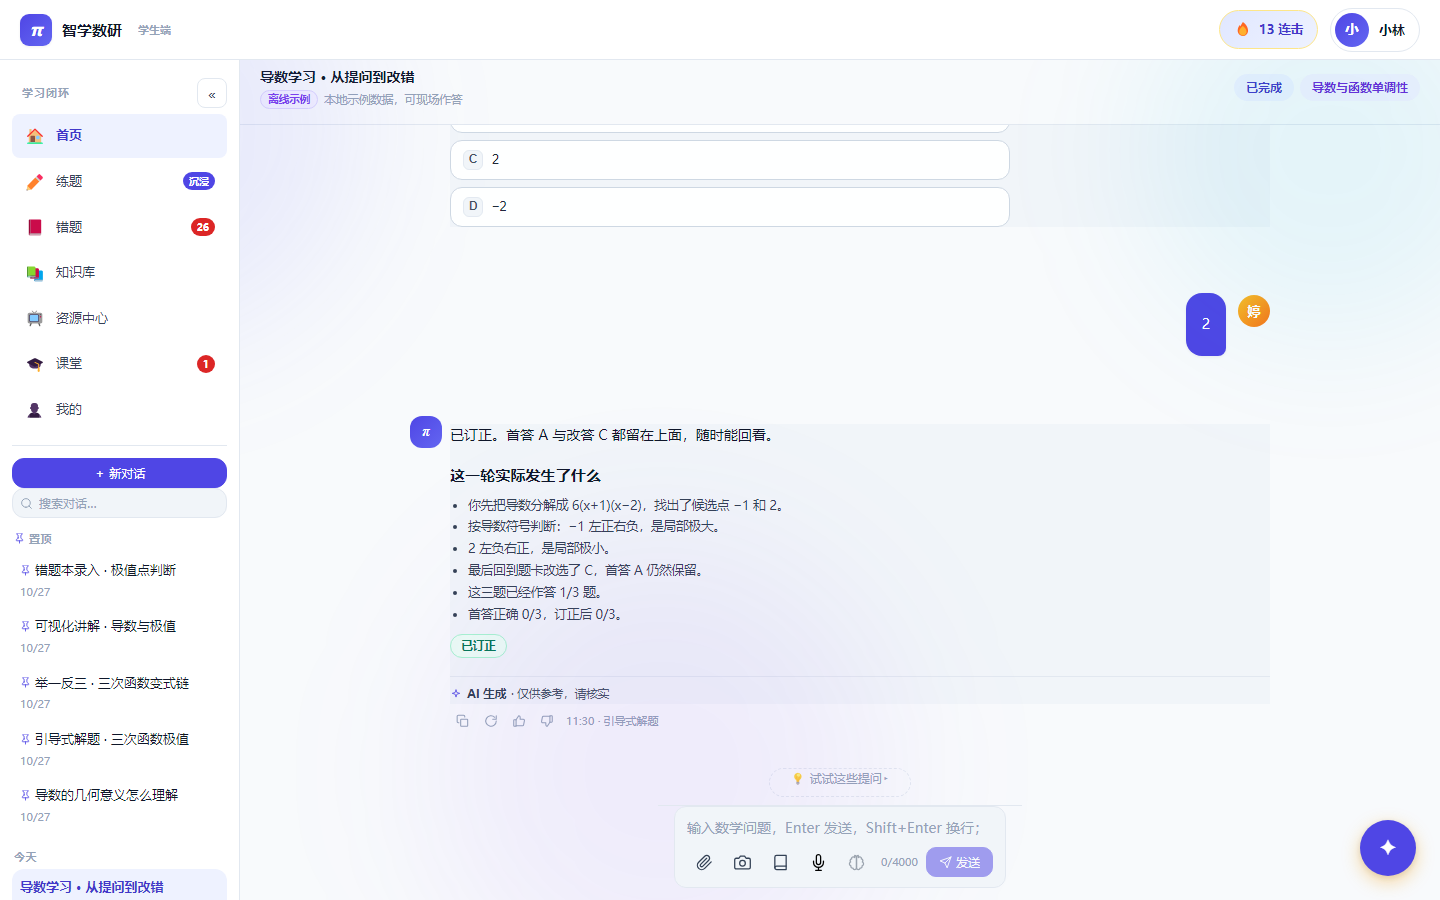 π 智学数研 学生端
13 连击
小 小林
学习闭环 «
首页
练题 沉浸
错题 26
知识库
资源中心
课堂 1
我的
+ 新对话
搜索对话...
置顶
错题本录入 · 极值点判断
10/27
可视化讲解 · 导数与极值
10/27
举一反三 · 三次函数变式链
10/27
引导式解题 · 三次函数极值
10/27
导数的几何意义怎么理解
10/27
今天
导数学习 • 从提问到改错
导数学习 • 从提问到改错
离线示例 本地示例数据，可现场作答
已完成 导数与函数单调性
C 2
D −2
2 婷
π 已订正。首答 A 与改答 C 都留在上面，随时能回看。
这一轮实际发生了什么
• 你先把导数分解成 6(x+1)(x−2)，找出了候选点 −1 和 2。
• 按导数符号判断：−1 左正右负，是局部极大。
• 2 左负右正，是局部极小。
• 最后回到题卡改选了 C，首答 A 仍然保留。
• 这三题已经作答 1/3 题。
• 首答正确 0/3，订正后 0/3。
已订正
AI 生成 · 仅供参考，请核实
11:30 · 引导式解题
试试这些提问
输入数学问题，Enter 发送，Shift+Enter 换行；
0/4000 发送